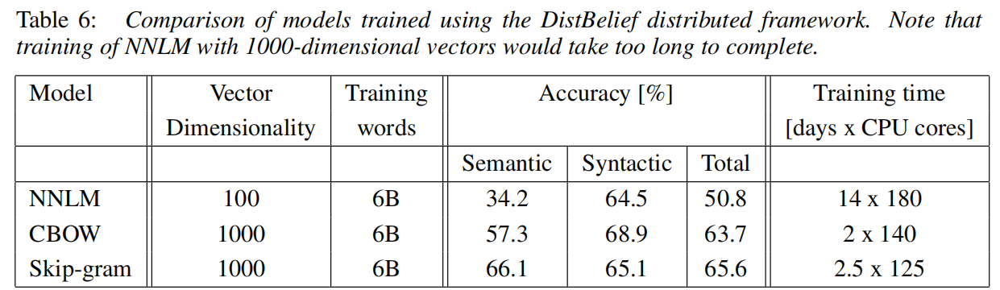 Table 6: Comparison of models trained using the DistBelief distributed framework. Note that
training of NNLM with 1000-dimensional vectors would take too long to complete.
Model Vector Training Accuracy [%] Training time
Dimensionality words [days x CPU cores]
Semantic Syntactic Total
NNLM 100 6B 34.2 64.5 50.8 14 x 180
CBOW 1000 6B 57.3 68.9 63.7 2 x 140
Skip-gram 1000 6B 66.1 65.1 65.6 2.5 x 125